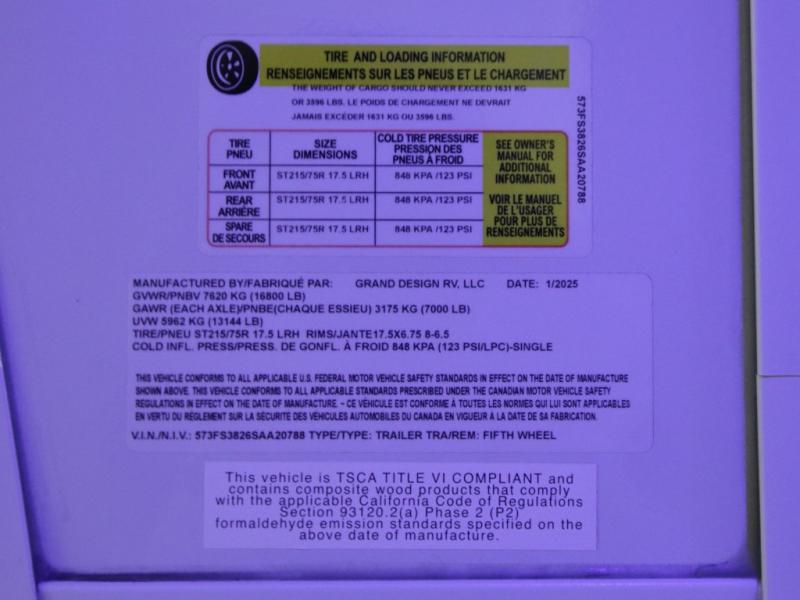 TIRE AND LOADING INFORMATION
RENSEIGNEMENTS SUR LES PNEUS ET LE CHARGEMENT
THE WEIGHT OF CARGO SHOULD NEVER EXCEED 1631 KG
OR 3596 LBS. LE POIDS DE CHARGEMENT NE DEVRAIT
JAMAIS EXCÉDER 1631 KG OU 3596 LBS.
573FS3826SAA20788
TIRE
PNEU
SIZE
DIMENSIONS
COLD TIRE PRESSURE
PRESSION DES
PNEUS À FROID
FRONT
AVANT
ST215/75R 17.5 LRH
848 KPA /123 PSI
REAR
ARRIÈRE
ST215/75R 17.5 LRH
848 KPA /123 PSI
SPARE
DE SECOURS
ST215/75R 17.5 LRH
848 KPA /123 PSI
SEE OWNER'S
MANUAL FOR
ADDITIONAL
INFORMATION
VOIR LE MANUEL
DE L'USAGER
POUR PLUS DE
RENSEIGNEMENTS
MANUFACTURED BY/FABRIQUÉ PAR: GRAND DESIGN RV, LLC DATE: 1/2025
GVWR/PNBV 7620 KG (16800 LB)
GAWR (EACH AXLE)/PNBE(CHAQUE ESSIEU) 3175 KG (7000 LB)
UVW 5962 KG (13144 LB)
TIRE/PNEU ST215/75R 17.5 LRH RIMS/JANTE17.5X6.75 8-6.5
COLD INFL. PRESS/PRESS. DE GONFL. À FROID 848 KPA (123 PSI/LPC)-SINGLE
THIS VEHICLE CONFORMS TO ALL APPLICABLE U.S. FEDERAL MOTOR VEHICLE SAFETY STANDARDS IN EFFECT ON THE DATE OF MANUFACTURE
SHOWN ABOVE. THIS VEHICLE CONFORMS TO ALL APPLICABLE STANDARDS PRESCRIBED UNDER THE CANADIAN MOTOR VEHICLE SAFETY
REGULATIONS IN EFFECT ON THE DATE OF MANUFACTURE. - CE VÉHICULE EST CONFORME À TOUTES LES NORMES QUI LUI SONT APPLICABLES
EN VERTU DU RÈGLEMENT SUR LA SÉCURITÉ DES VÉHICULES AUTOMOBILES DU CANADA EN VIGUEUR A LA DATE DE SA FABRICATION.
V.I.N./N.I.V.: 573FS3826SAA20788 TYPE/TYPE: TRAILER TRA/REM: FIFTH WHEEL
This vehicle is TSCA TITLE VI COMPLIANT and
contains composite wood products that comply
with the applicable California Code of Regulations
Section 93120.2(a) Phase 2 (P2)
formaldehyde emission standards specified on the
above date of manufacture.